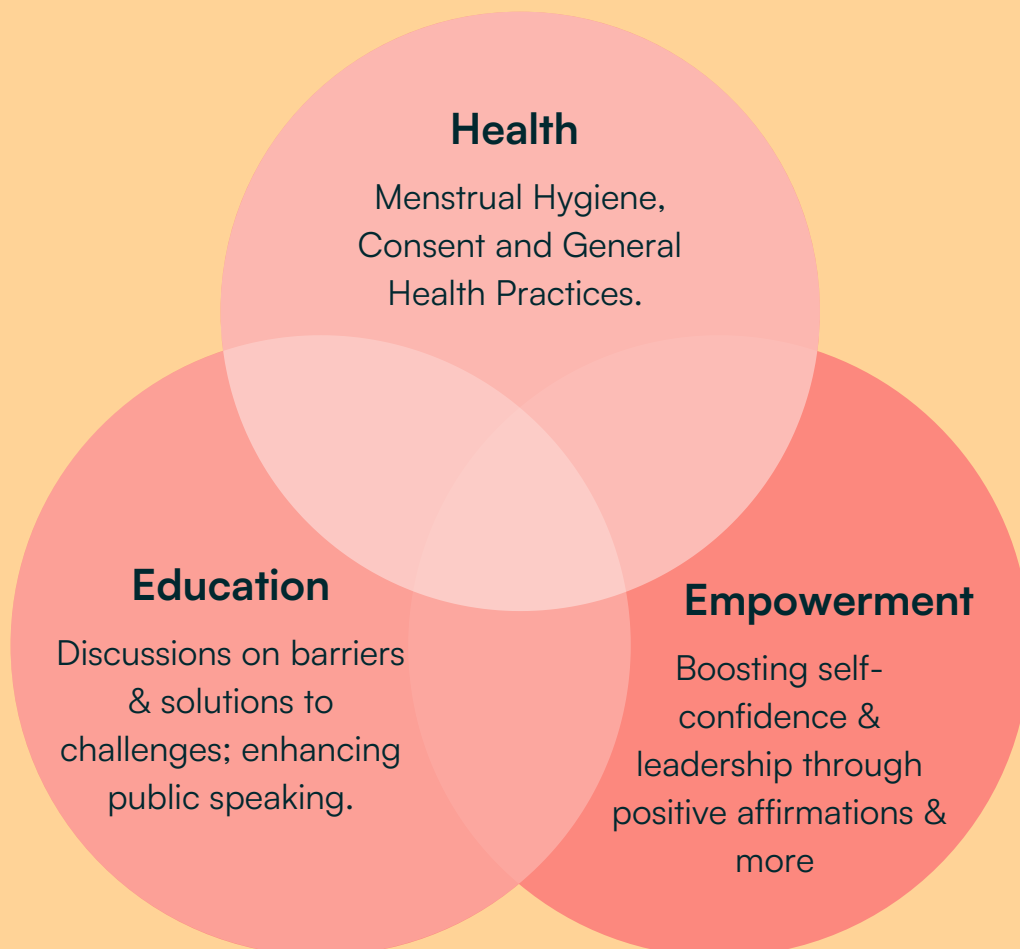 Health
Menstrual Hygiene,
Consent and General
Health Practices.
Education
Discussions on barriers
& solutions to
challenges; enhancing
public speaking.
Empowerment
Boosting self-
confidence &
leadership through
positive affirmations &
more